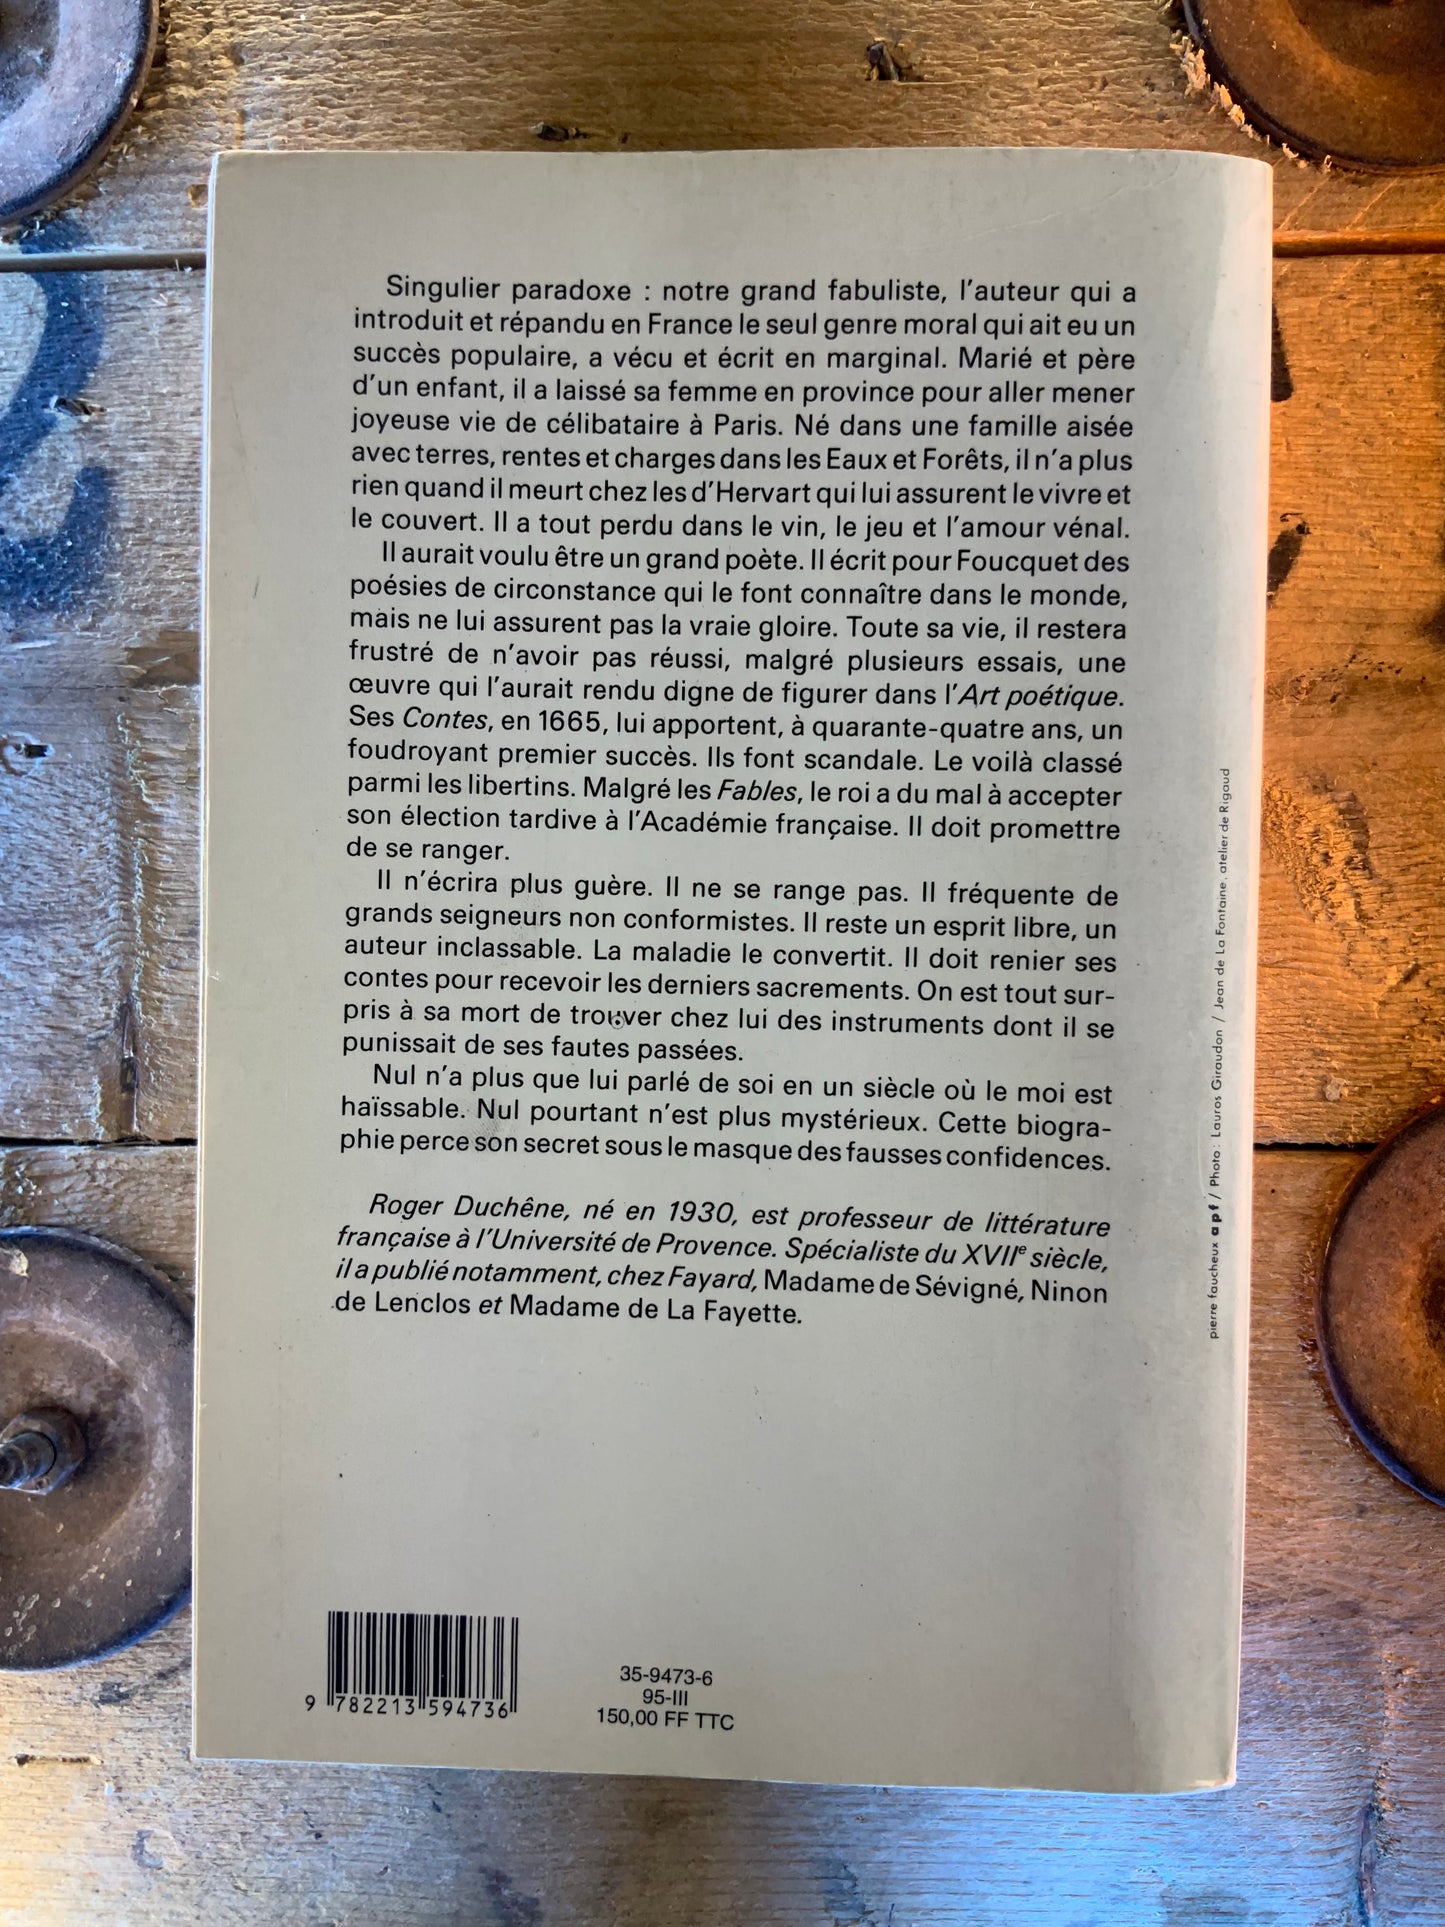 Singulier paradoxe : notre grand fabuliste, l'auteur qui a
introduit et répandu en France le seul genre moral qui ait eu un
succès populaire, a vécu et écrit en marginal. Marié et père
d'un enfant, il a laissé sa femme en province pour aller mener
joyeuse vie de célibataire à Paris. Né dans une famille aisée
avec terres, rentes et charges dans les Eaux et Forêts, il n'a plus
rien quand il meurt chez les d'Hervart qui lui assurent le vivre et
le couvert. Il a tout perdu dans le vin, le jeu et l'amour vénal.
Il aurait voulu être un grand poète. Il écrit pour Foucquet des
poésies de circonstance qui le font connaître dans le monde,
mais ne lui assurent pas la vraie gloire. Toute sa vie, il restera
frustré de n'avoir pas réussi, malgré plusieurs essais, une
œuvre qui l'aurait rendu digne de figurer dans l'Art poétique.
Ses Contes, en 1665, lui apportent, à quarante-quatre ans, un
foudroyant premier succès. Ils font scandale. Le voilà classé
parmi les libertins. Malgré les Fables, le roi a du mal à accepter
son élection tardive à l'Académie française. Il doit promettre
de se ranger.
Il n'écrira plus guère. Il ne se range pas. Il fréquente de
grands seigneurs non conformistes. Il reste un esprit libre, un
auteur inclassable. La maladie le convertit. Il doit renier ses
contes pour recevoir les derniers sacrements. On est tout sur-
pris à sa mort de trouver chez lui des instruments dont il se
punissait de ses fautes passées.
Nul n'a plus que lui parlé de soi en un siècle où le moi est
haïssable. Nul pourtant n'est plus mystérieux. Cette biogra-
phie perce son secret sous le masque des fausses confidences.
Roger Duchêne, né en 1930, est professeur de littérature
française à l'Université de Provence. Spécialiste du XVIIe siècle,
il a publié notamment, chez Fayard, Madame de Sévigné, Ninon
de Lenclos et Madame de La Fayette.
pierre faucheux apf / Photo : Lauros Giraudon / Jean de La Fontaine, atelier de Rigaud
9 782213 594736
35-9473-6
95-III
150,00 FF TTC